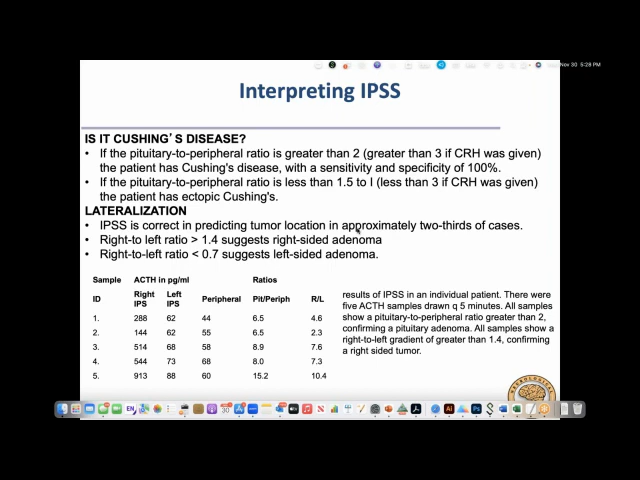 Nov 30 5:28 PM
Interpreting IPSS
IS IT CUSHING'S DISEASE?
• If the pituitary-to-peripheral ratio is greater than 2 (greater than 3 if CRH was given)
the patient has Cushing's disease, with a sensitivity and specificity of 100%.
• If the pituitary-to-peripheral ratio is less than 1.5 to I (less than 3 if CRH was given)
the patient has ectopic Cushing's.
LATERALIZATION
• IPSS is correct in predicting tumor location in approximately two-thirds of cases.
• Right-to left ratio > 1.4 suggests right-sided adenoma
• Right-to-left ratio < 0.7 suggests left-sided adenoma.
Sample ACTH in pg/ml Ratios
ID Right IPS Left IPS Peripheral Pit/Periph R/L
1. 288 62 44 6.5 4.6
2. 144 62 55 6.5 2.3
3. 514 68 58 8.9 7.6
4. 544 73 68 8.0 7.3
5. 913 88 60 15.2 10.4
results of IPSS in an individual patient. There were
five ACTH samples drawn q 5 minutes. All samples
show a pituitary-to-peripheral ratio greater than 2,
confirming a pituitary adenoma. All samples show a
right-to-left gradient of greater than 1.4, confirming
a right sided tumor.
NEUROLOGICAL